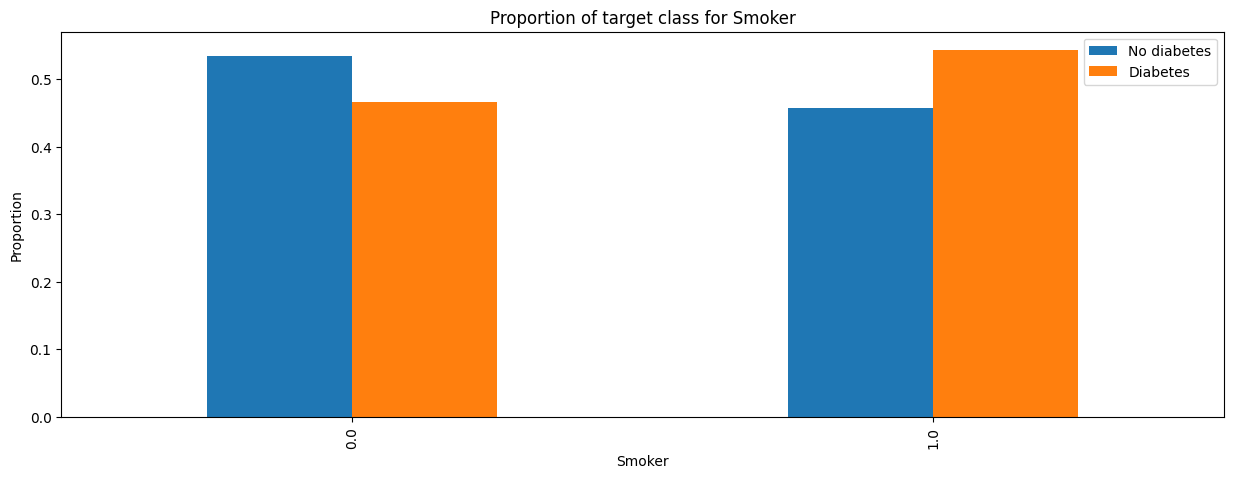 Proportion of target class for Smoker
No diabetes
Diabetes
Proportion
0.5
0.4
0.3
0.2
0.1
0.0
0.0
1.0
Smoker